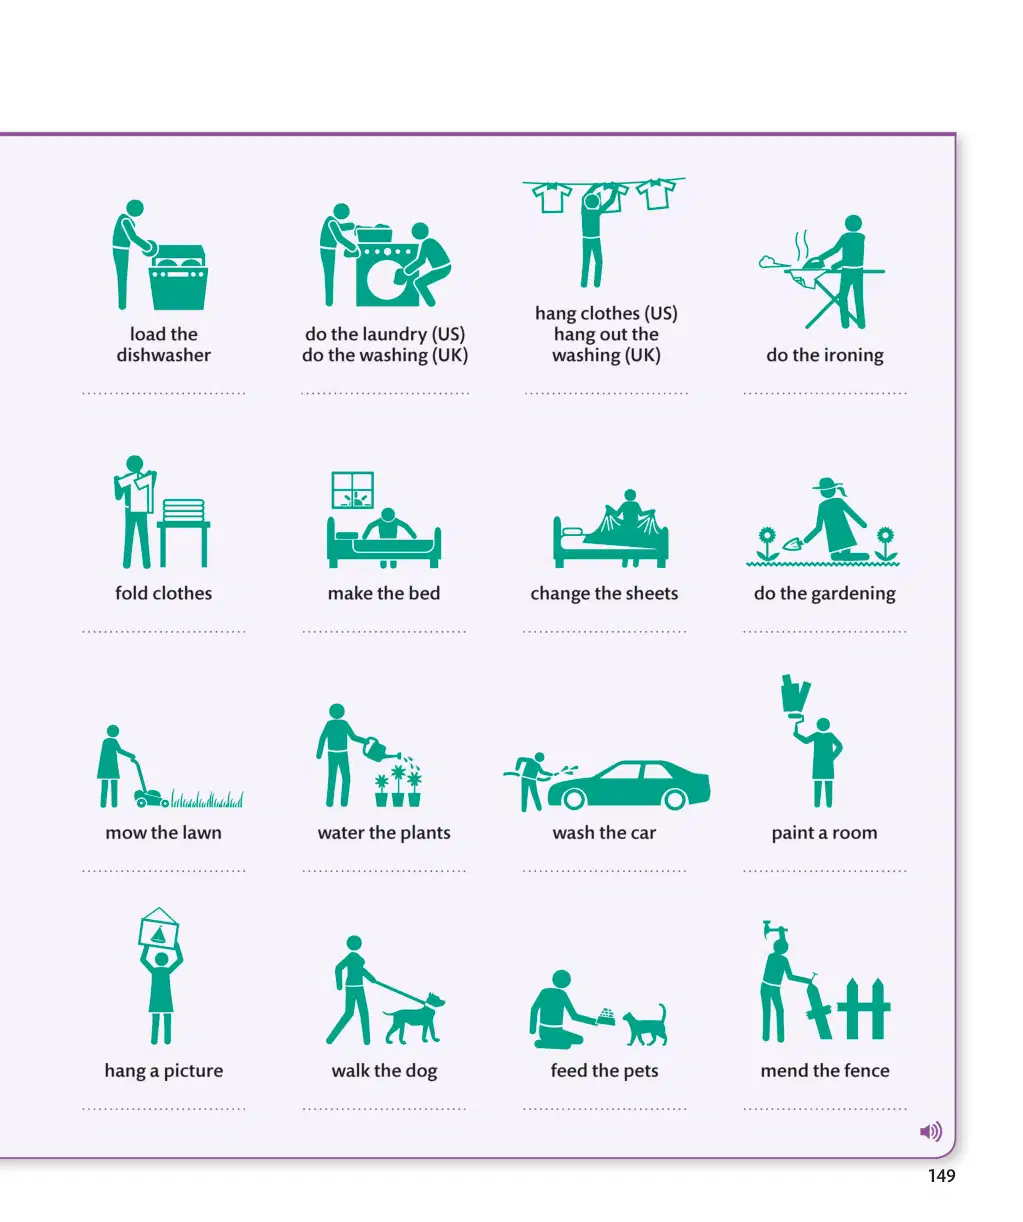 load the
dishwasher
do the laundry (US)
do the washing (UK)
hang clothes (US)
hang out the
washing (UK)
do the ironing
fold clothes
make the bed
change the sheets
do the gardening
mow the lawn
water the plants
wash the car
paint a room
hang a picture
walk the dog
feed the pets
mend the fence
149